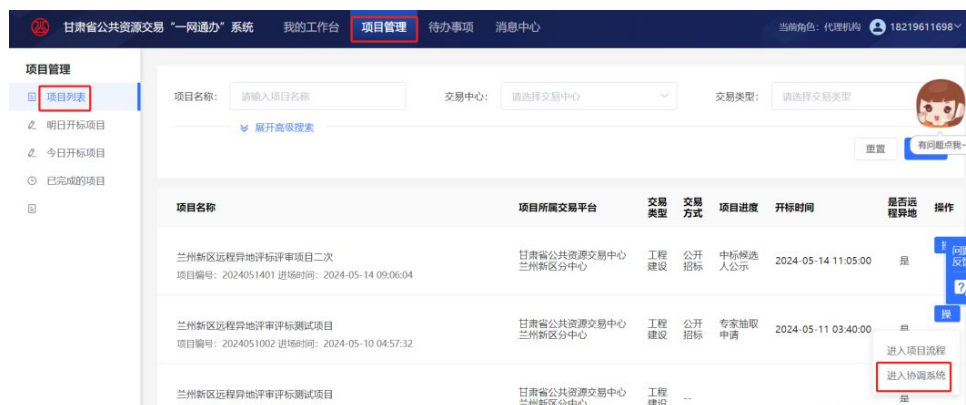 甘肃省公共资源交易“一网通办”系统 我的工作台 项目管理 待办事项 消息中心 当前角色：代理机构 18219611698
项目管理
项目列表
明日开标项目
今日开标项目
已完成的项目
项目名称： 请输入项目名称 交易中心： 请选择交易中心 交易类型： 请选择交易类型
展开高级搜索
重置
有问题点我~
项目名称 项目所属交易平台 交易类型 交易方式 项目进度 开标时间 是否远程异地 操作
兰州新区远程异地评标评审项目二次 甘肃省公共资源交易中心兰州新区分中心 工程建设 公开招标 中标候选人公示 2024-05-14 11:05:00 是
项目编号：2024051401 进场时间：2024-05-14 09:06:04
问题反馈
?
兰州新区远程异地评审评标测试项目 甘肃省公共资源交易中心兰州新区分中心 工程建设 公开招标 专家抽取申请 2024-05-11 03:40:00 是 操
项目编号：2024051002 进场时间：2024-05-10 04:57:32
进入项目流程
进入协调系统
兰州新区远程异地评审评标测试项目 甘肃省公共资源交易中心兰州新区分中心 工程建设 -- 是